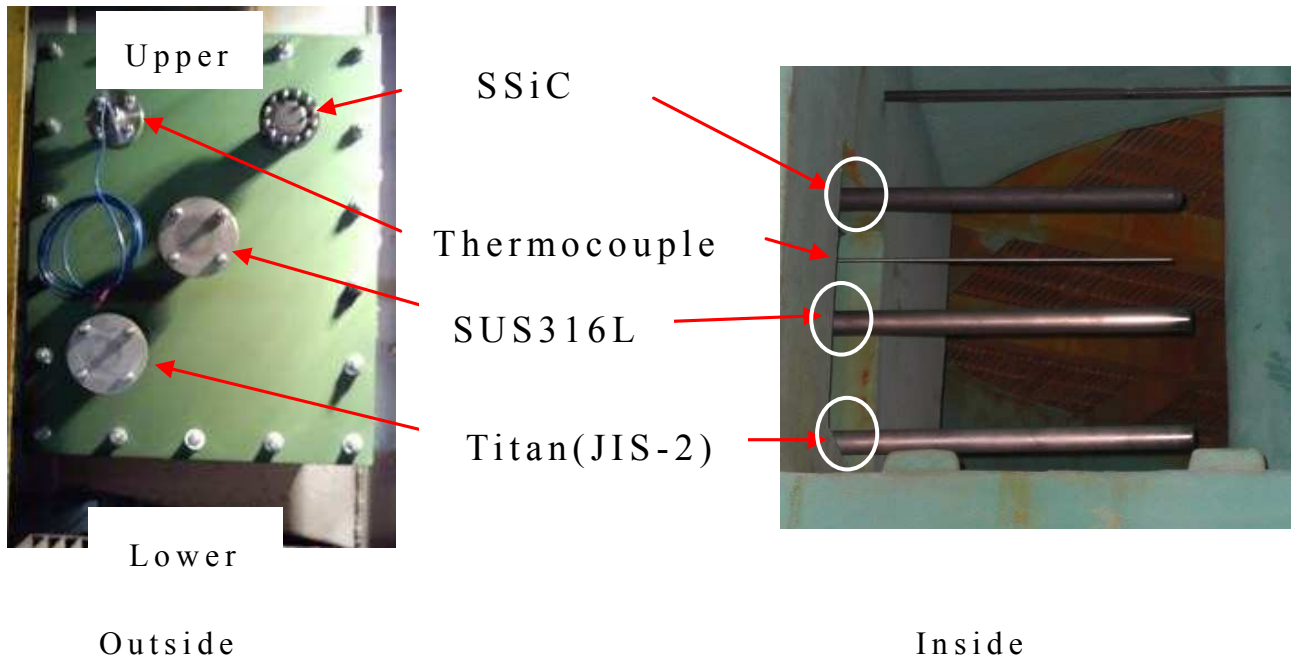 Upper
SSiC
Thermocouple
SUS316L
Titan(JIS-2)
Lower
Outside
Inside